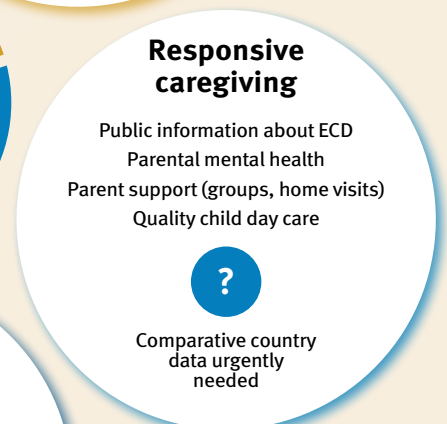 Responsive
caregiving
Public information about ECD
Parental mental health
Parent support (groups, home visits)
Quality child day care
?
Comparative country
data urgently
needed